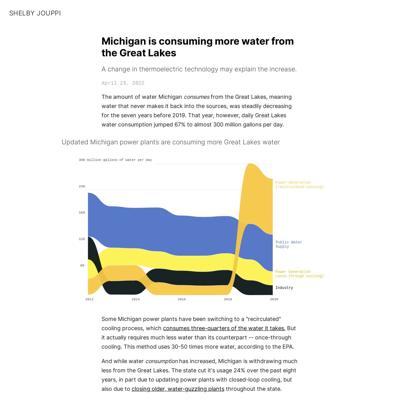 SHELBY JOUPPI
Michigan is consuming more water from
the Great Lakes
A change in thermoelectric technology may explain the increase.
April 25, 2022
The amount of water Michigan consumes from the Great Lakes, meaning
water that never makes it back into the sources, was steadily decreasing
for the seven years before 2019. That year, however, daily Great Lakes
water consumption jumped 67% to almost 300 million gallons per day.
Updated Michigan power plants are consuming more Great Lakes water
300 million gallons of water per day
Power Generation
(recirculated cooling)
Public Water
Supply
Power Generation
(once-through cooling)
Industry
2012
2014
2016
2018
2020
Some Michigan power plants have been switching to a "recirculated"
cooling process, which consumes three-quarters of the water it takes. But
it actually requires much less water than its counterpart -- once-through
cooling. This method uses 30-50 times more water, according to the EPA.
And while water consumption has increased, Michigan is withdrawing much
less from the Great Lakes. The state cut it's usage 24% over the past eight
years, in part due to updating power plants with closed-loop cooling, but
also due to closing older, water-guzzling plants throughout the state.